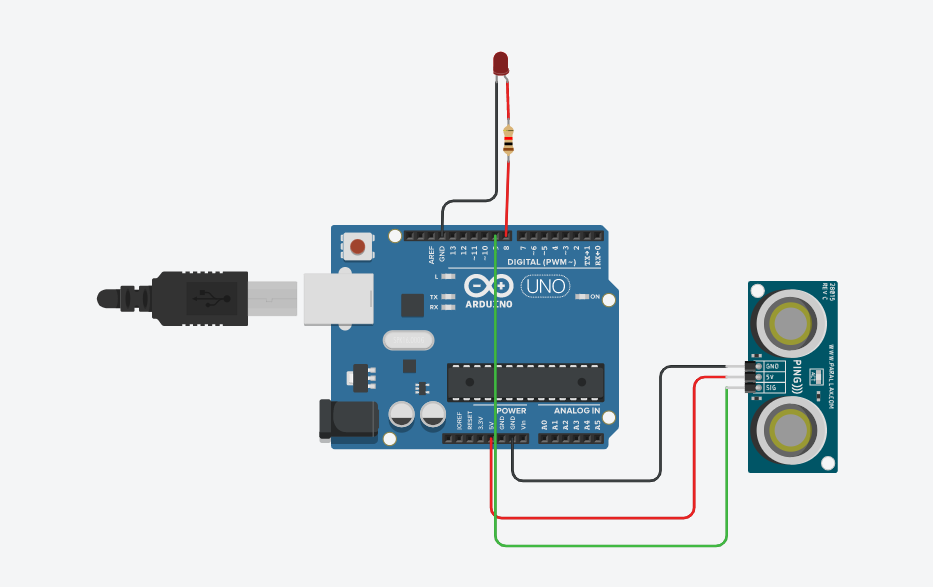 AREF
GND
13
12
~11
~10
9
8
7
~6
~5
4
~3
2
TX→1
RX←0
DIGITAL (PWM~)
L
TX
RX
ARDUINO
UNO
ON
POWER
ANALOG IN
IOREF
RESET
3.3V
5V
GND
GND
Vin
A0
A1
A2
A3
A4
A5
28015
REV C
GND
5V
SIG
PING)))
WWW.PARALLAX.COM